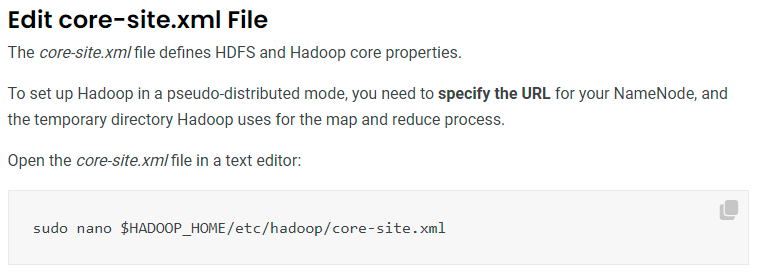 Edit core-site.xml File
The core-site.xml file defines HDFS and Hadoop core properties.
To set up Hadoop in a pseudo-distributed mode, you need to specify the URL for your NameNode, and
the temporary directory Hadoop uses for the map and reduce process.
Open the core-site.xml file in a text editor:
sudo nano $HADOOP_HOME/etc/hadoop/core-site.xml